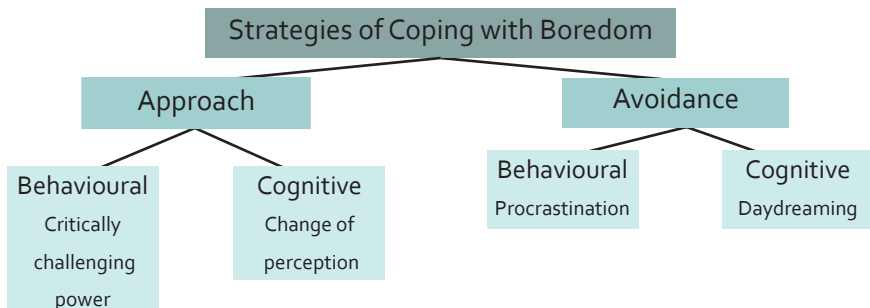 Strategies of Coping with Boredom
Approach
Avoidance
Behavioural
Critically
challenging
power
Cognitive
Change of
perception
Behavioural
Procrastination
Cognitive
Daydreaming